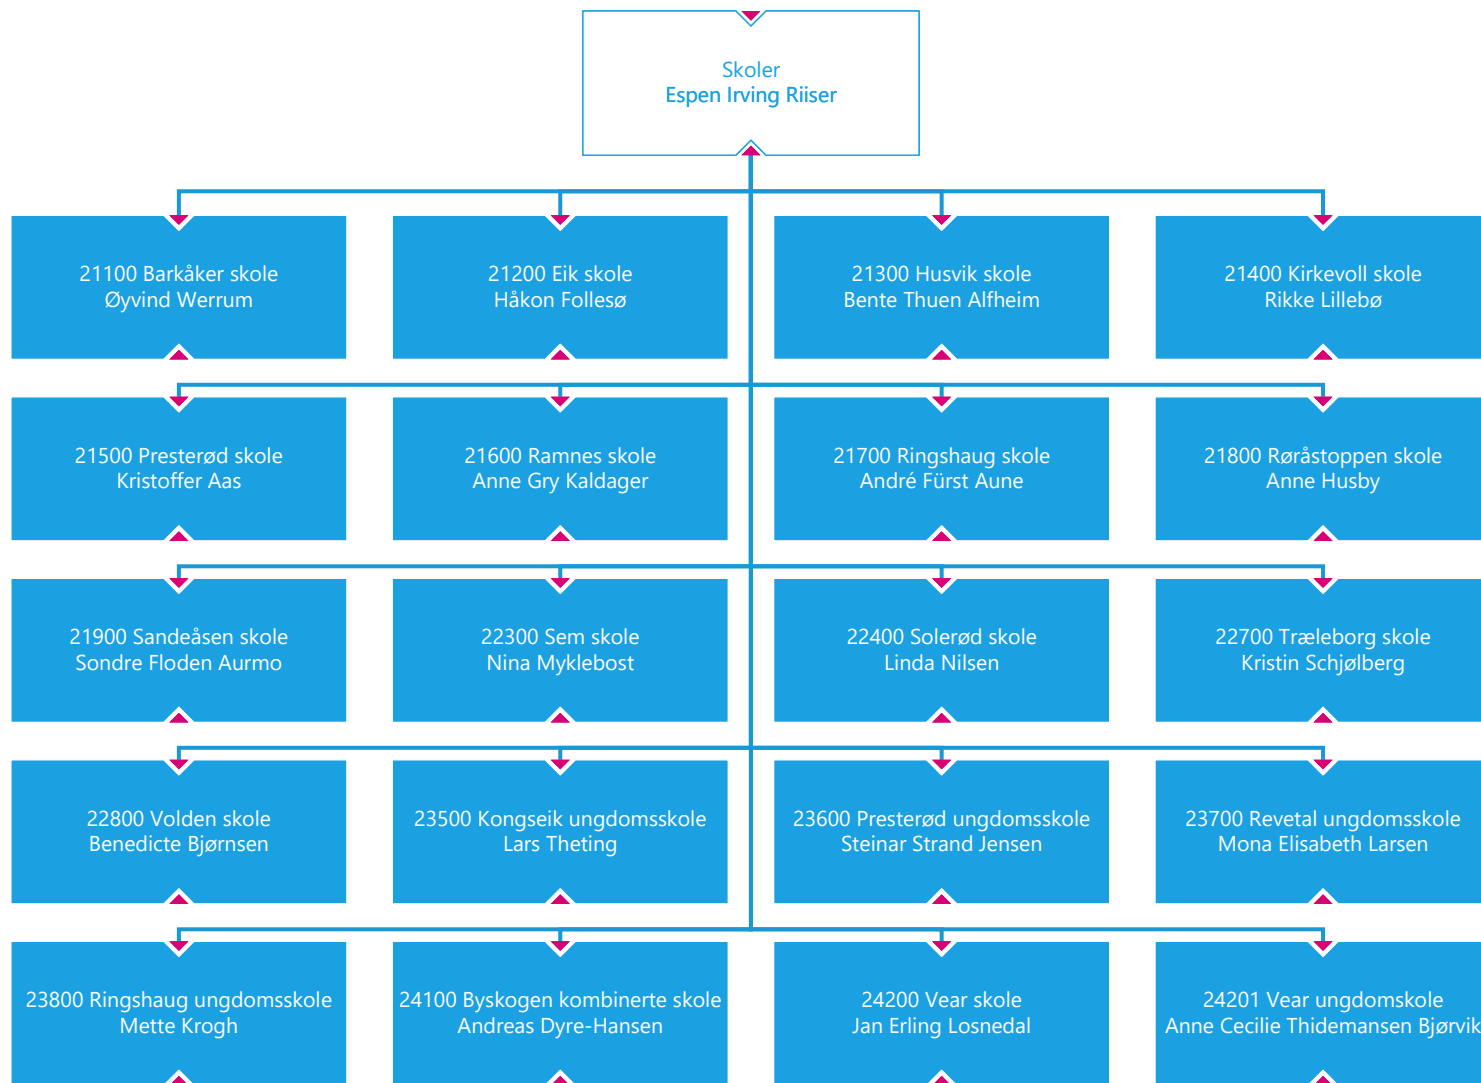 Skoler
Espen Irving Riiser
21100 Barkåker skole
Øyvind Werrum
21200 Eik skole
Håkon Follesø
21300 Husvik skole
Bente Thuen Alfheim
21400 Kirkevoll skole
Rikke Lillebø
21500 Presterød skole
Kristoffer Aas
21600 Ramnes skole
Anne Gry Kaldager
21700 Ringshaug skole
André Fürst Aune
21800 Røråstoppen skole
Anne Husby
21900 Sandeåsen skole
Sondre Floden Aurmo
22300 Sem skole
Nina Myklebost
22400 Solerød skole
Linda Nilsen
22700 Træleborg skole
Kristin Schjølberg
22800 Volden skole
Benedicte Bjørnsen
23500 Kongseik ungdomsskole
Lars Theting
23600 Presterød ungdomsskole
Steinar Strand Jensen
23700 Revetal ungdomsskole
Mona Elisabeth Larsen
23800 Ringshaug ungdomsskole
Mette Krogh
24100 Byskogen kombinerte skole
Andreas Dyre-Hansen
24200 Vear skole
Jan Erling Losnedal
24201 Vear ungdomskole
Anne Cecilie Thidemansen Bjørvik